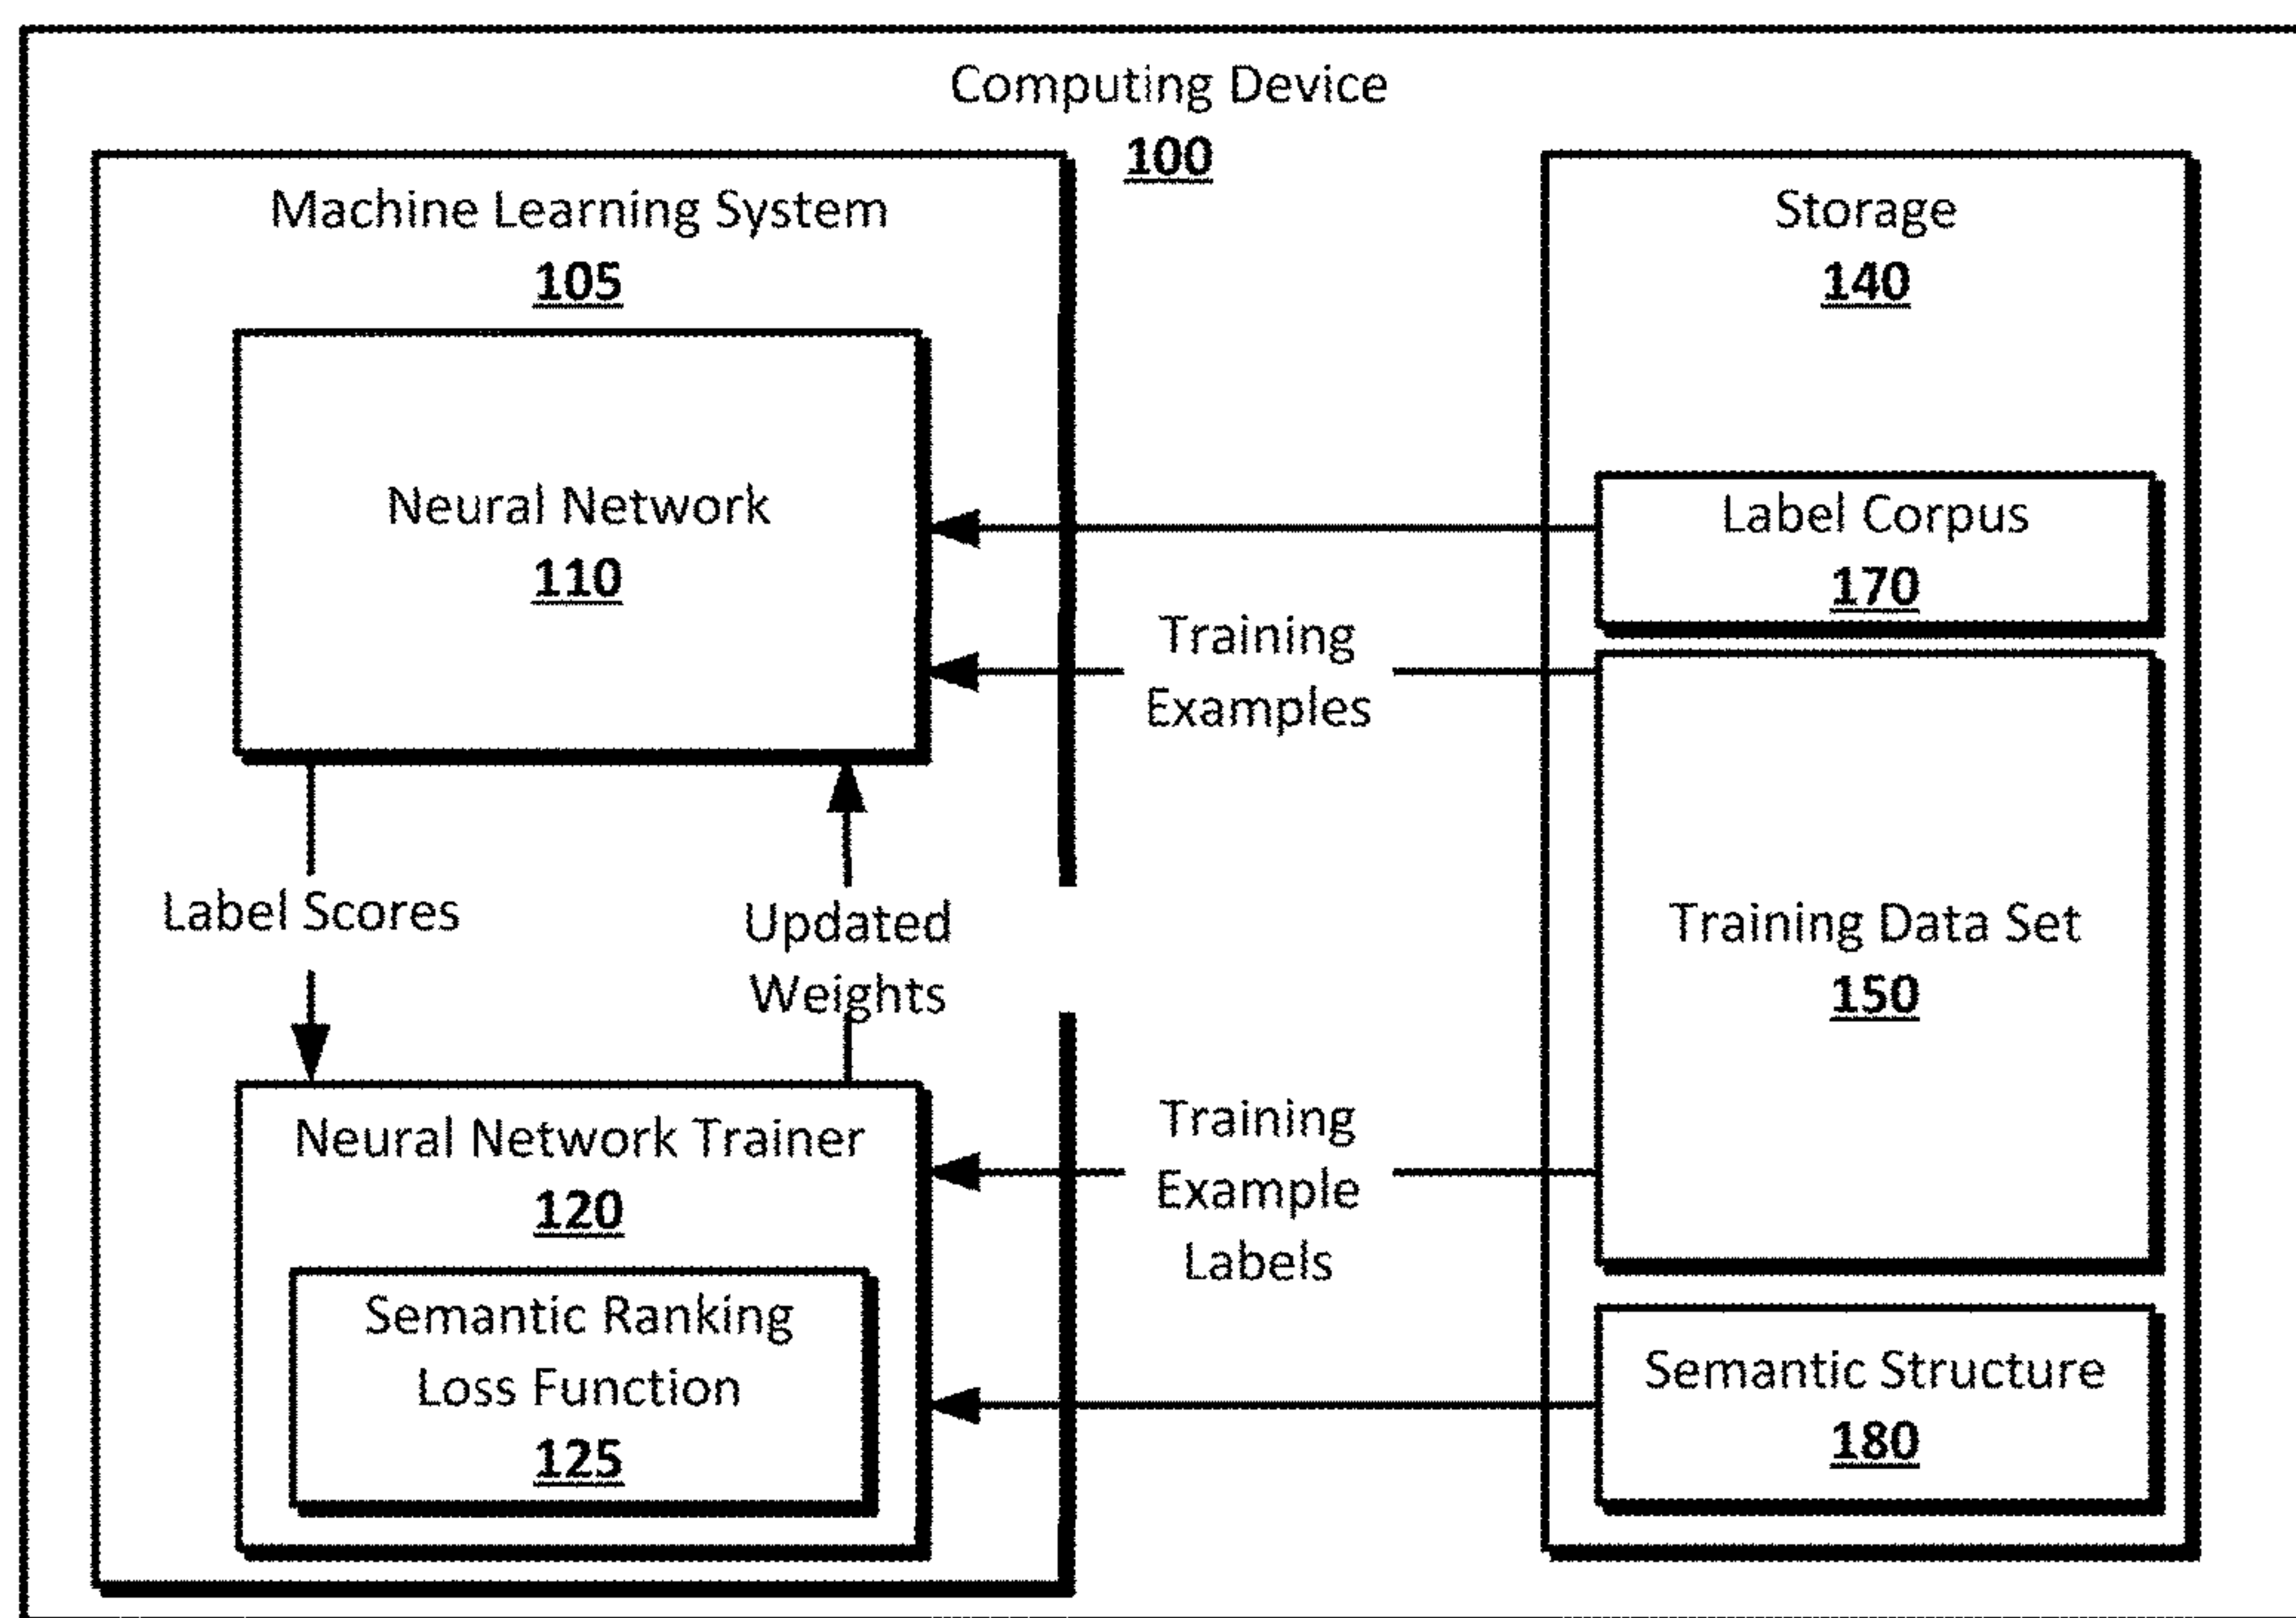 Computing Device
100
Machine Learning System
105
Neural Network
110
Label Scores
Updated
Weights
Neural Network Trainer
120
Semantic Ranking
Loss Function
125
Training
Examples
Training
Example
Labels
Storage
140
Label Corpus
170
Training Data Set
150
Semantic Structure
180